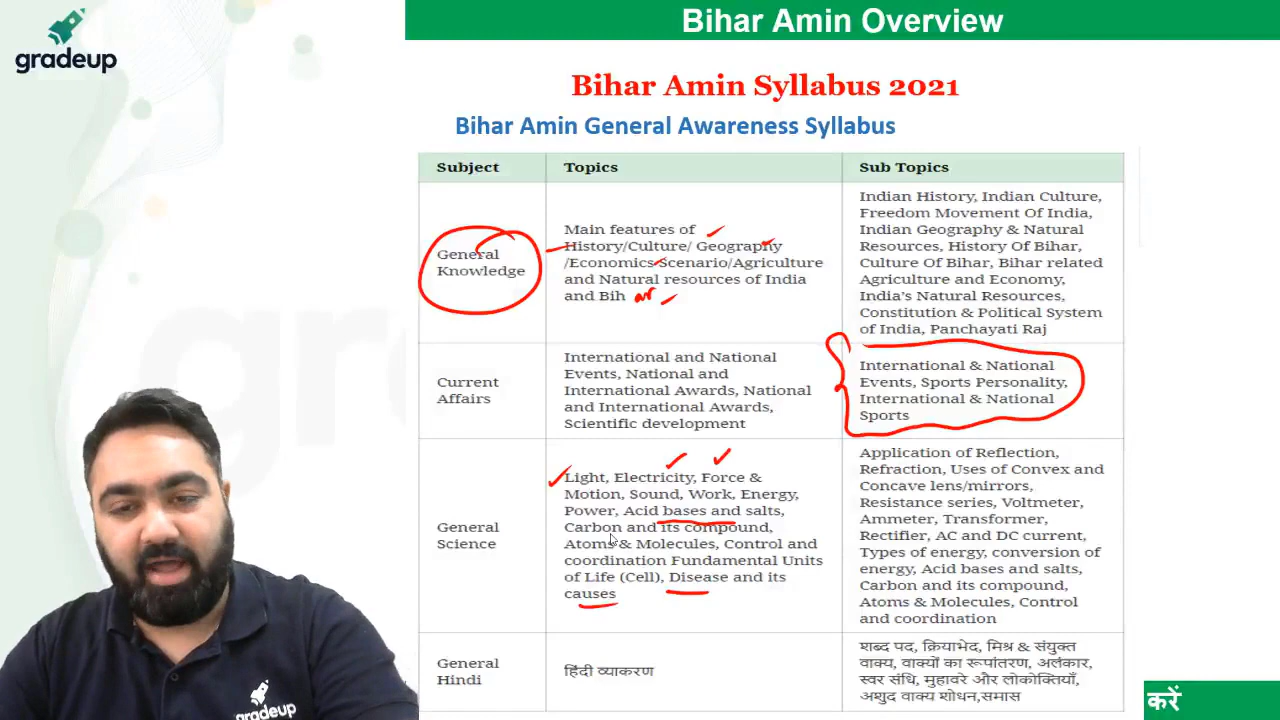 gradeup
Bihar Amin Overview
Bihar Amin Syllabus 2021
Bihar Amin General Awareness Syllabus
Subject Topics Sub Topics
General
Knowledge
Main features of
History/Culture/ Geography
/Economics Scenario/Agriculture
and Natural resources of India
and Bih ar
Indian History, Indian Culture,
Freedom Movement Of India,
Indian Geography & Natural
Resources, History Of Bihar,
Culture Of Bihar, Bihar related
Agriculture and Economy,
India's Natural Resources,
Constitution & Political System
of India, Panchayati Raj
Current
Affairs
International and National
Events, National and
International Awards, National
and International Awards,
Scientific development
International & National
Events, Sports Personality,
International & National
Sports
General
Science
Light, Electricity, Force &
Motion, Sound, Work, Energy,
Power, Acid bases and salts,
Carbon and its compound,
Atoms & Molecules, Control and
coordination Fundamental Units
of Life (Cell), Disease and its
causes
Application of Reflection,
Refraction, Uses of Convex and
Concave lens/mirrors,
Resistance series, Voltmeter,
Ammeter, Transformer,
Rectifier, AC and DC current,
Types of energy, conversion of
energy, Acid bases and salts,
Carbon and its compound,
Atoms & Molecules, Control
and coordination
General
Hindi
हिंदी व्याकरण
शब्द पद, क्रियाभेद, मिश्र & संयुक्त
वाक्य, वाक्यों का रूपांतरण, अलंकार,
स्वर संधि, मुहावरे और लोकोक्तियाँ,
अशुद वाक्य शोधन,समास
gradeup
करें